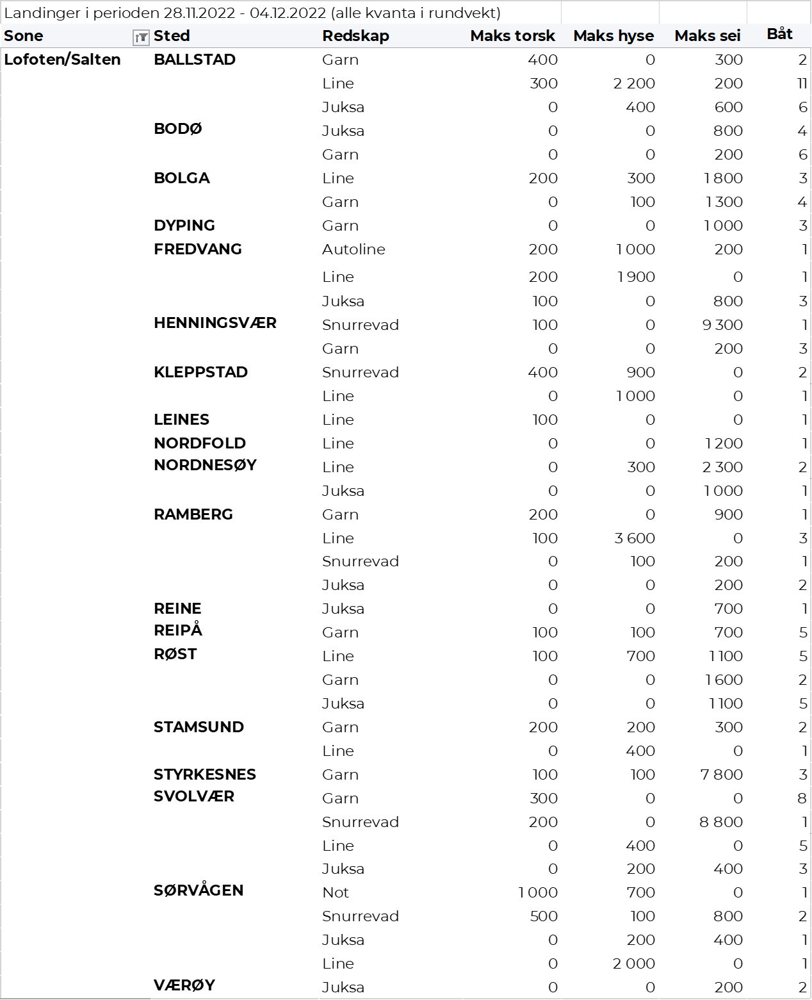 Landinger i perioden 28.11.2022 - 04.12.2022 (alle kvanta i rundvekt)
Sone Sted Redskap Maks torsk Maks hyse Maks sei Båt
Lofoten/Salten BALLSTAD Garn 400 0 300 2
Line 300 2 200 200 11
Juksa 0 400 600 6
BODØ Juksa 0 0 800 4
Garn 0 0 200 6
BOLGA Line 200 300 1 800 3
Garn 0 100 1 300 4
DYPING Garn 0 0 1 000 3
FREDVANG Autoline 200 1 000 200 1
Line 200 1 900 0 1
Juksa 100 0 800 3
HENNINGSVÆR Snurrevad 100 0 9 300 1
Garn 0 0 200 3
KLEPPSTAD Snurrevad 400 900 0 2
Line 0 1 000 0 1
LEINES Line 100 0 0 1
NORDFOLD Line 0 0 1 200 1
NORDNESØY Line 0 300 2 300 2
Juksa 0 0 1 000 1
RAMBERG Garn 200 0 900 1
Line 100 3 600 0 3
Snurrevad 0 100 200 1
Juksa 0 0 200 2
REINE Juksa 0 0 700 1
REIPÅ Garn 100 100 700 5
RØST Line 100 700 1 100 5
Garn 0 0 1 600 2
Juksa 0 0 1 100 5
STAMSUND Garn 200 200 300 2
Line 0 400 0 1
STYRKESNES Garn 100 100 7 800 3
SVOLVÆR Garn 300 0 0 8
Snurrevad 200 0 8 800 1
Line 0 400 0 5
Juksa 0 200 400 3
SØRVÅGEN Not 1 000 700 0 1
Snurrevad 500 100 800 2
Juksa 0 200 400 1
Line 0 2 000 0 1
VÆRØY Juksa 0 0 200 2